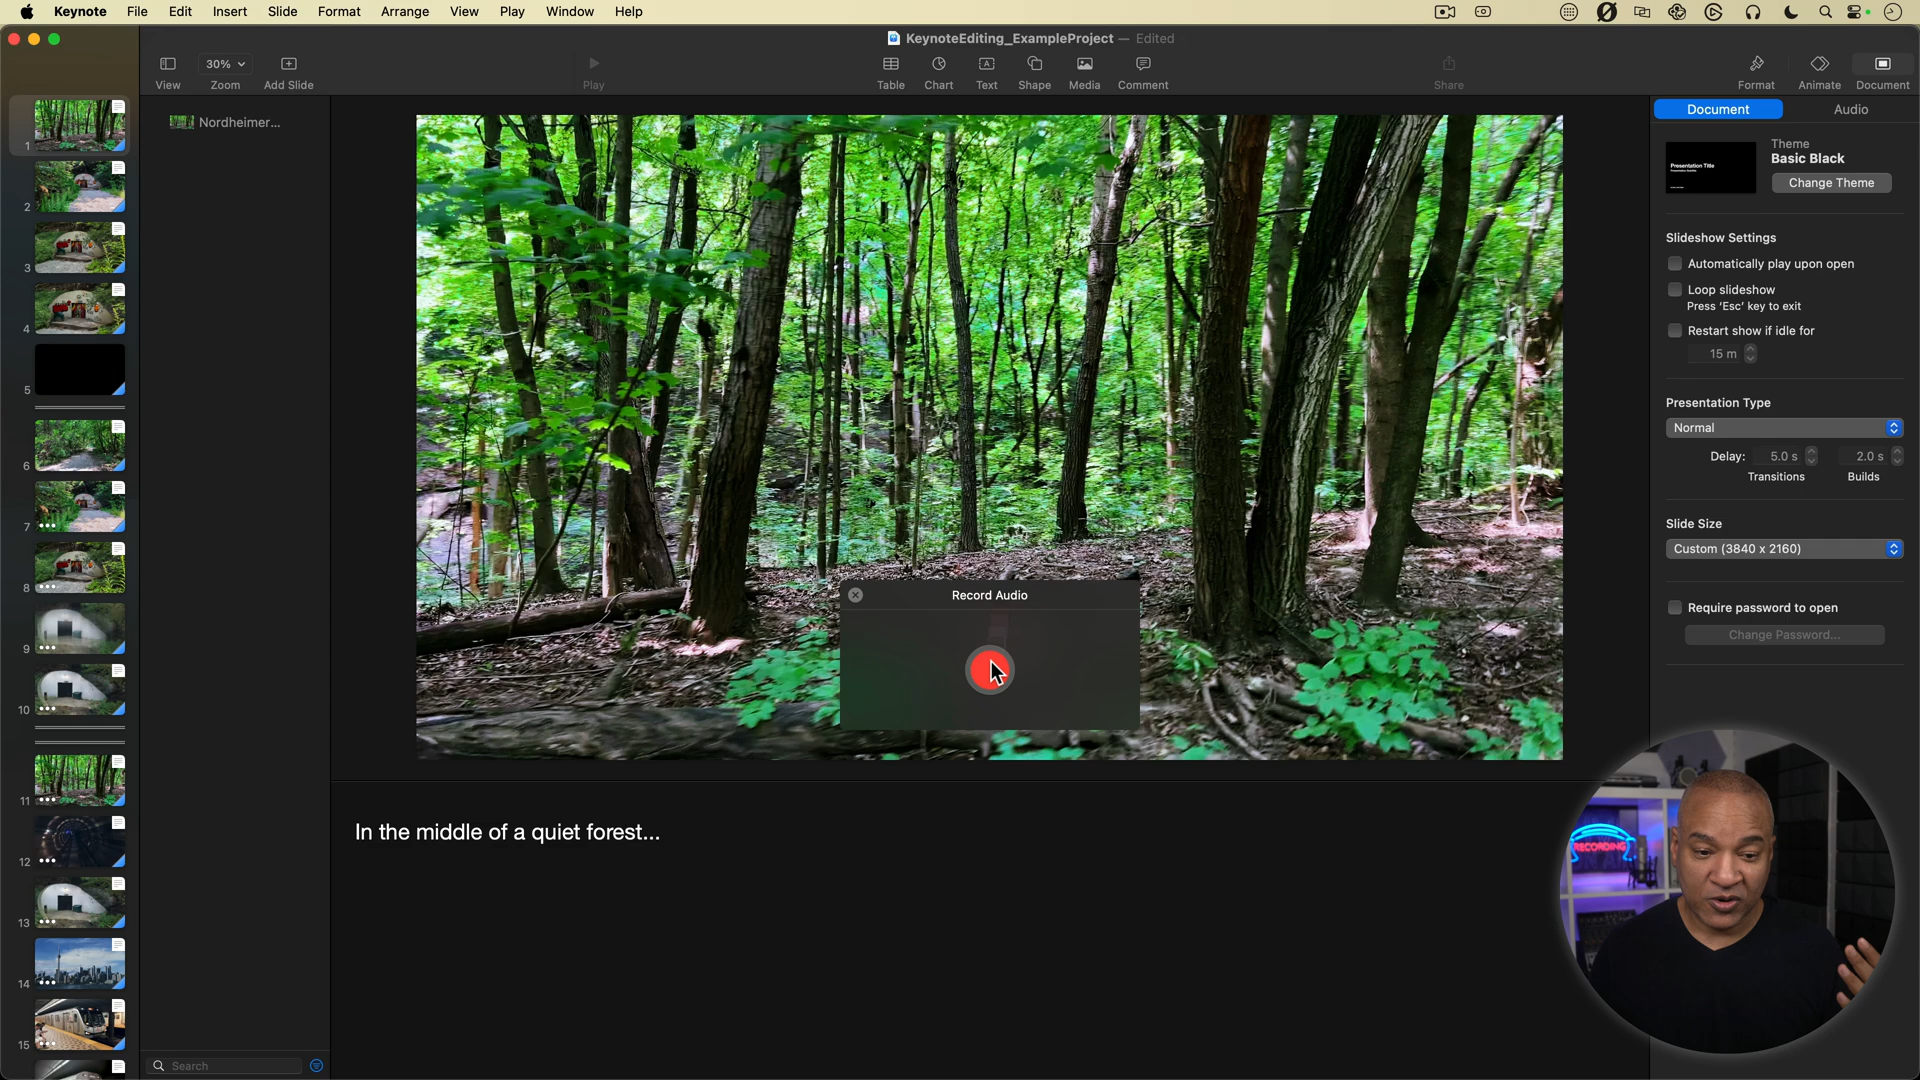 Keynote File Edit Insert Slide Format Arrange View Play Window Help
KeynoteEditing_ExampleProject — Edited
30%
View Zoom Add Slide Play Table Chart Text Shape Media Comment Share Format Animate Document
Nordheimer...
1
2
3
4
5
6
7
8
9
10
11
12
13
14
15
Record Audio
In the middle of a quiet forest...
Search
Document Audio
Presentation Title
Theme
Basic Black
Change Theme
Slideshow Settings
Automatically play upon open
Loop slideshow
Press 'Esc' key to exit
Restart show if idle for
15 m
Presentation Type
Normal
Delay: 5.0 s 2.0 s
Transitions Builds
Slide Size
Custom (3840 x 2160)
Require password to open
Change Password...
RECORDING